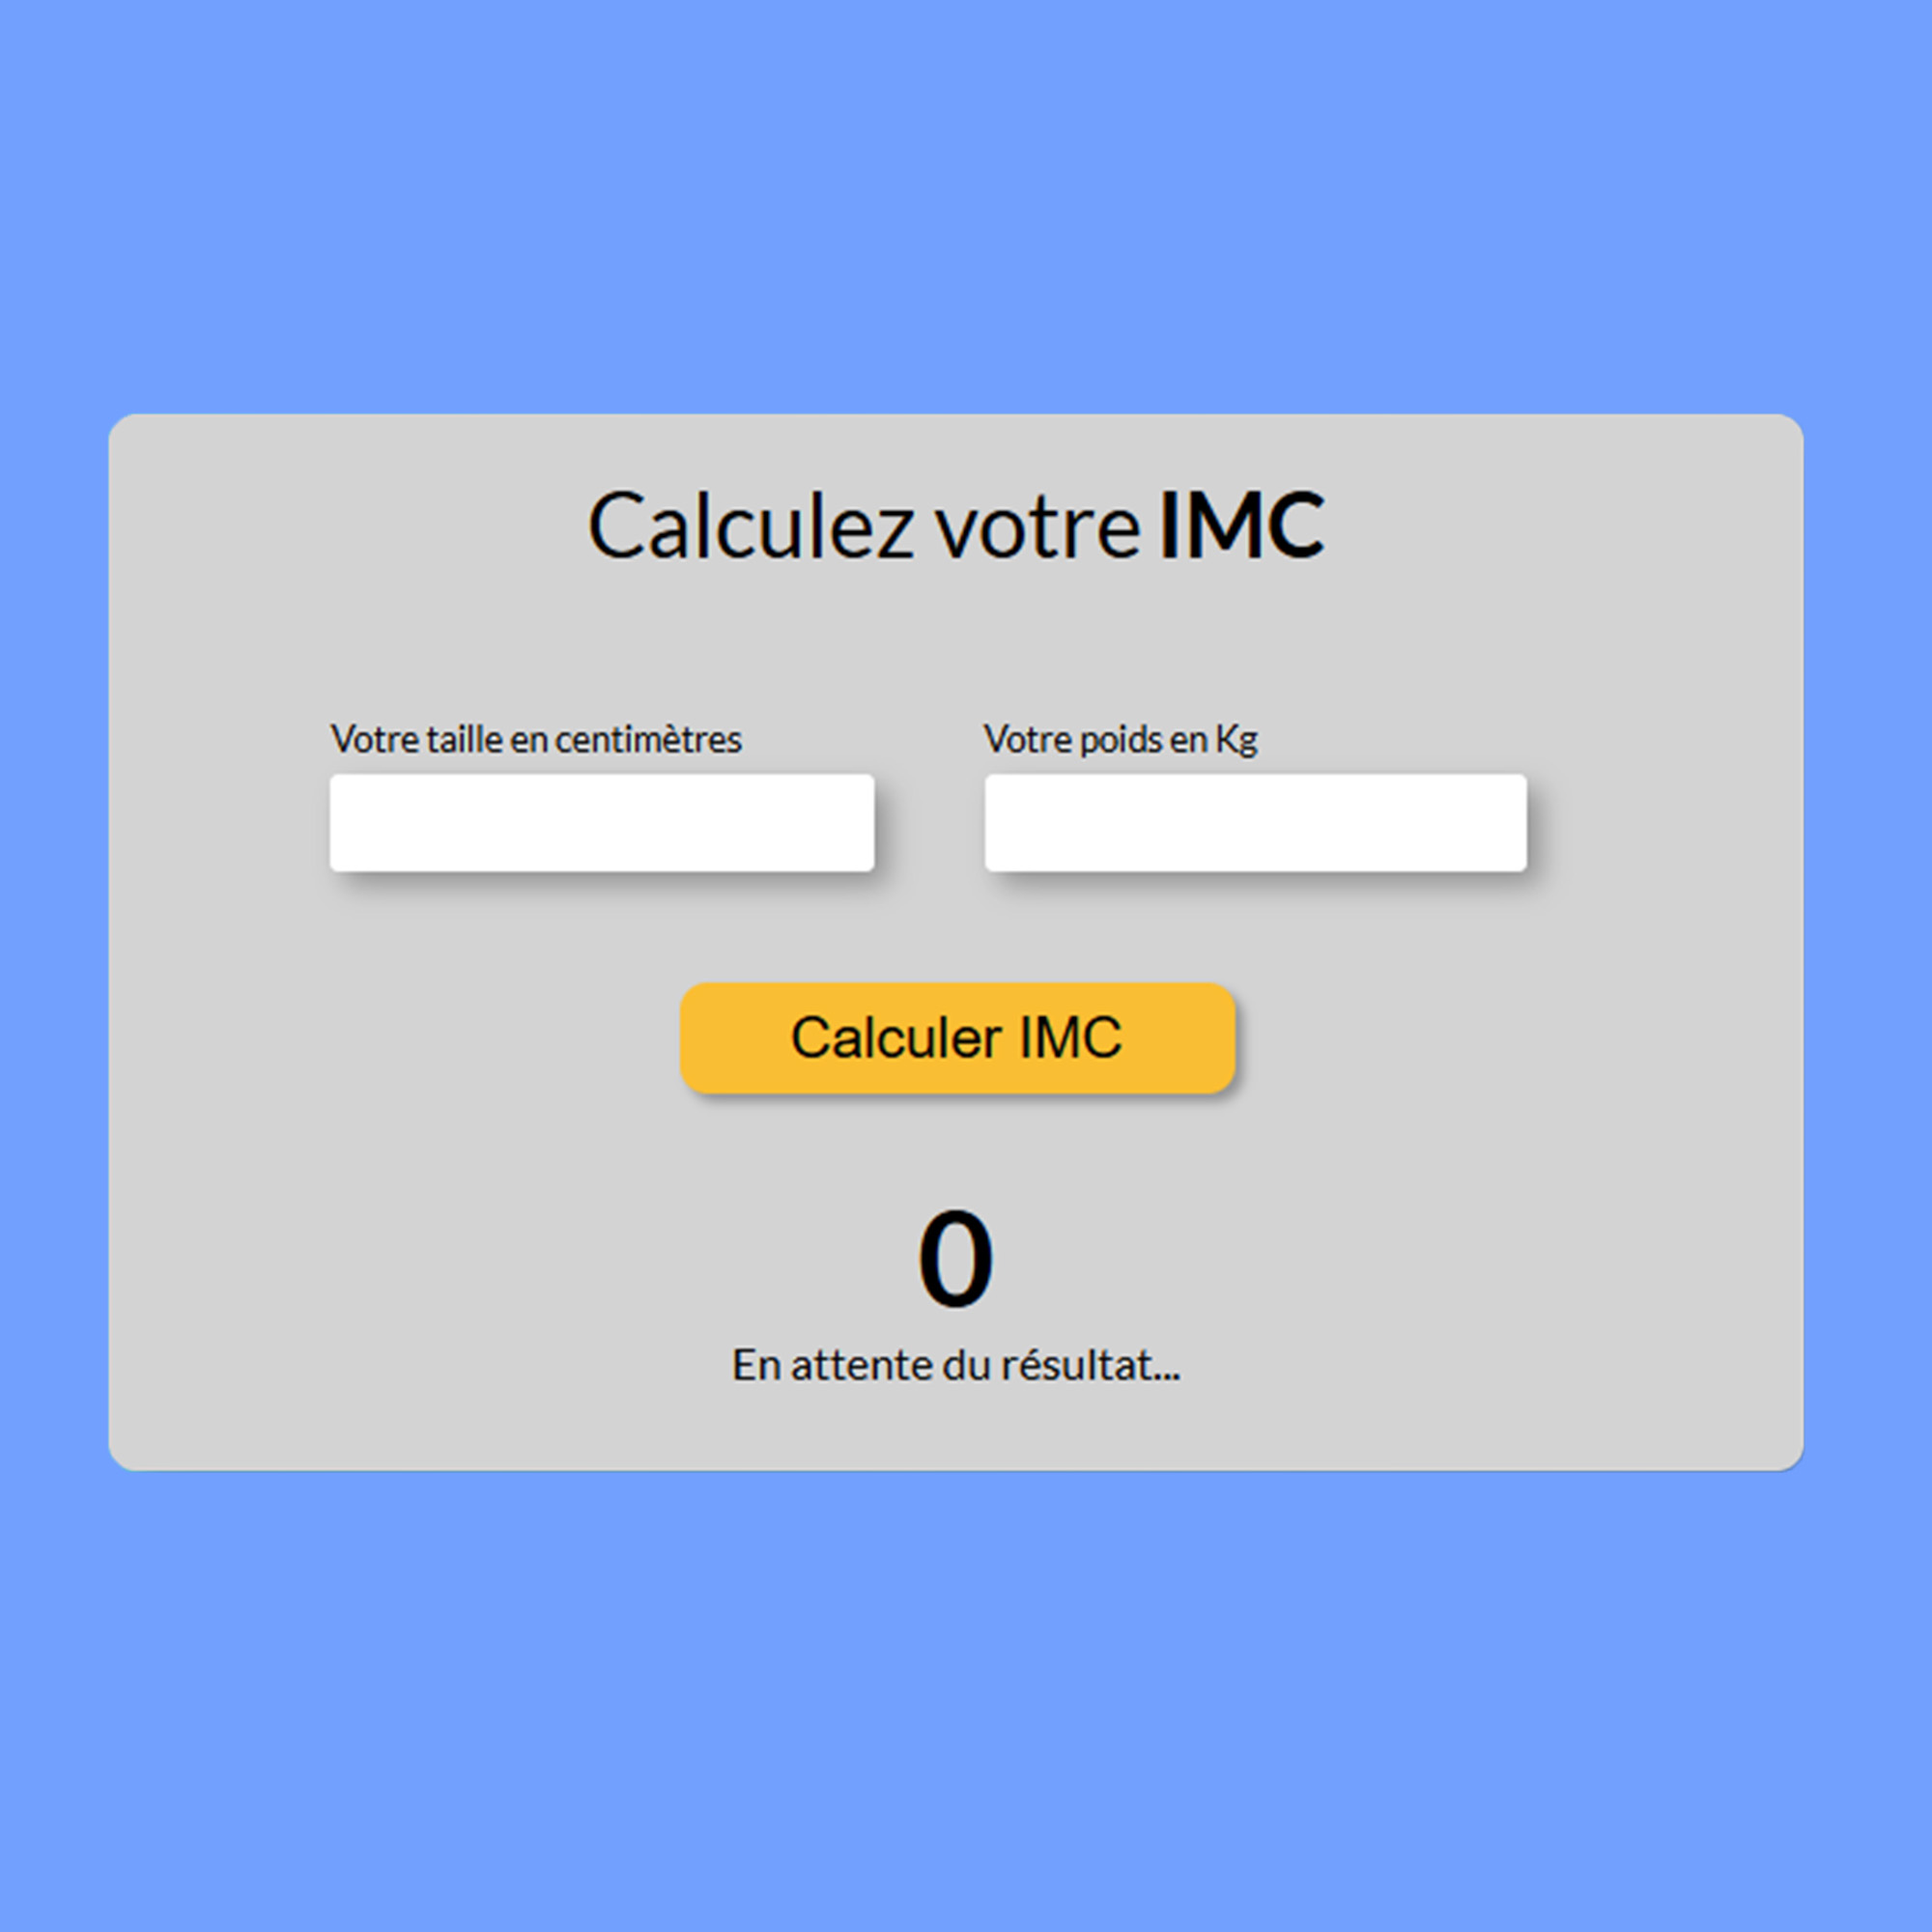 Calculez votre IMC
Votre taille en centimètres
Votre poids en Kg
Calculer IMC
0
En attente du résultat...